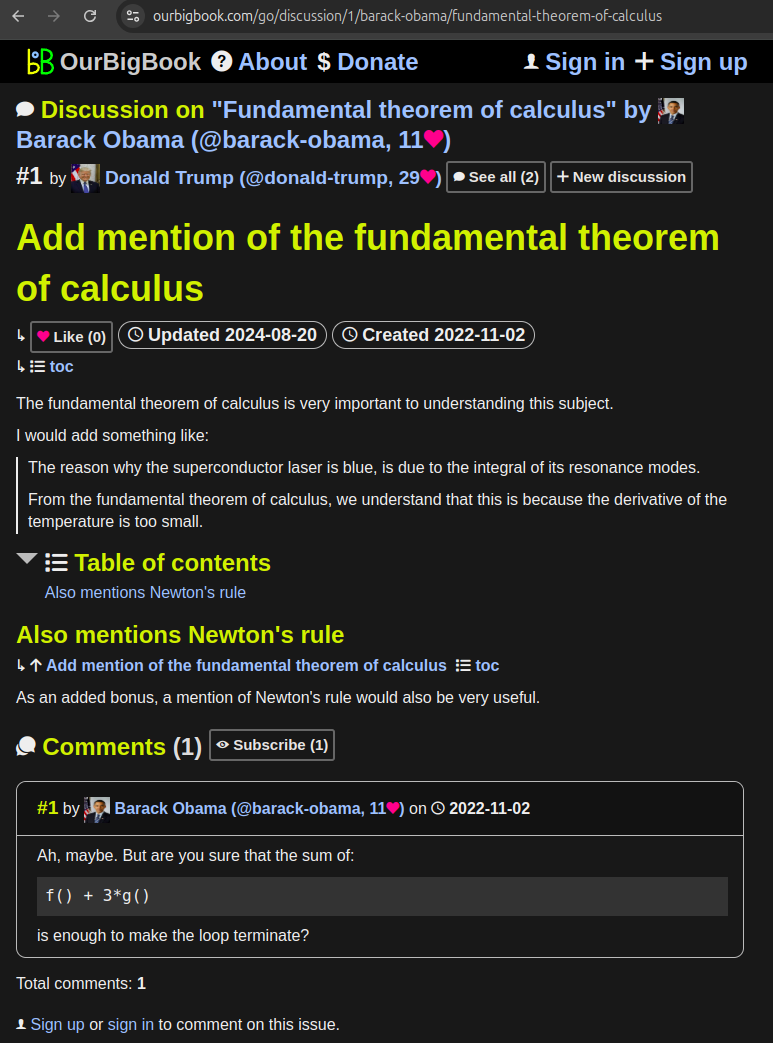 ourbigbook.com/go/discussion/1/barack-obama/fundamental-theorem-of-calculus
OurBigBook About $ Donate Sign in Sign up
Discussion on "Fundamental theorem of calculus" by
Barack Obama (@barack-obama, 11)
#1 by Donald Trump (@donald-trump, 29) See all (2) New discussion
Add mention of the fundamental theorem
of calculus
↳ Like (0) Updated 2024-08-20 Created 2022-11-02
↳ toc
The fundamental theorem of calculus is very important to understanding this subject.
I would add something like:
The reason why the superconductor laser is blue, is due to the integral of its resonance modes.
From the fundamental theorem of calculus, we understand that this is because the derivative of the
temperature is too small.
Table of contents
Also mentions Newton's rule
Also mentions Newton's rule
↳ Add mention of the fundamental theorem of calculus toc
As an added bonus, a mention of Newton's rule would also be very useful.
Comments (1) Subscribe (1)
#1 by Barack Obama (@barack-obama, 11) on 2022-11-02
Ah, maybe. But are you sure that the sum of:
f() + 3*g()
is enough to make the loop terminate?
Total comments: 1
Sign up or sign in to comment on this issue.